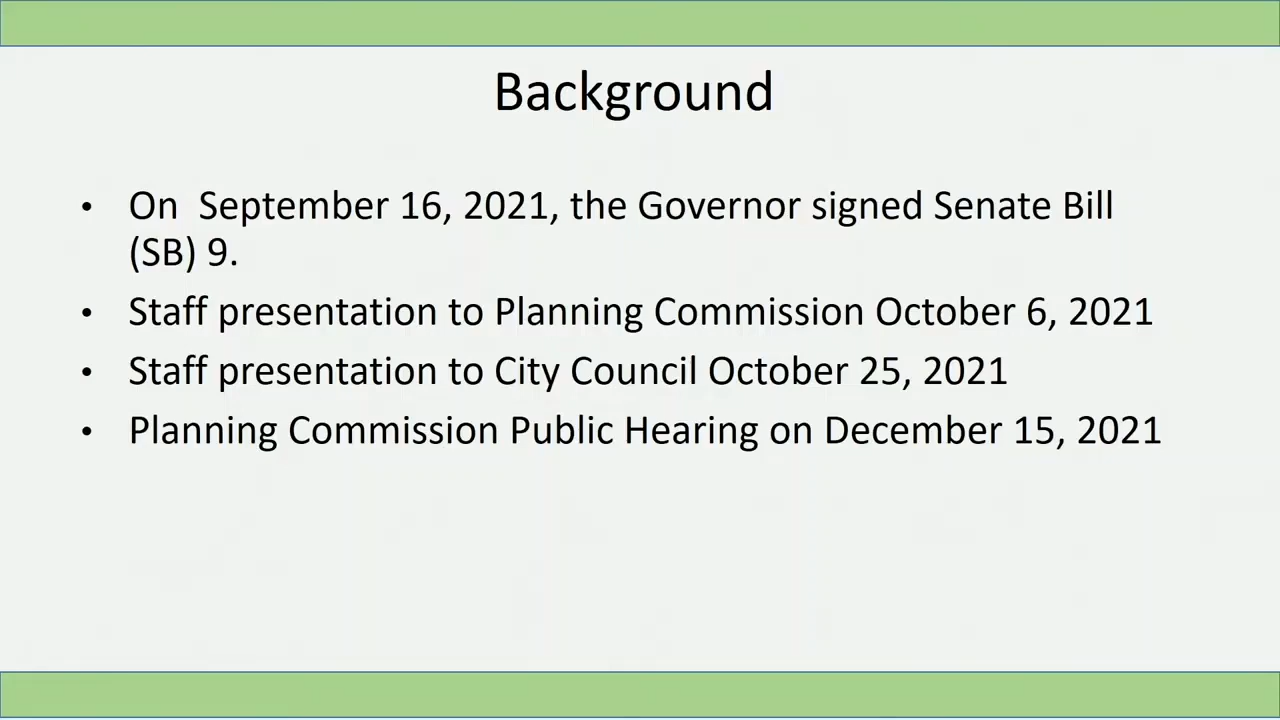 Background
• On  September 16, 2021, the Governor signed Senate Bill
(SB) 9.
• Staff presentation to Planning Commission October 6, 2021
• Staff presentation to City Council October 25, 2021
• Planning Commission Public Hearing on December 15, 2021